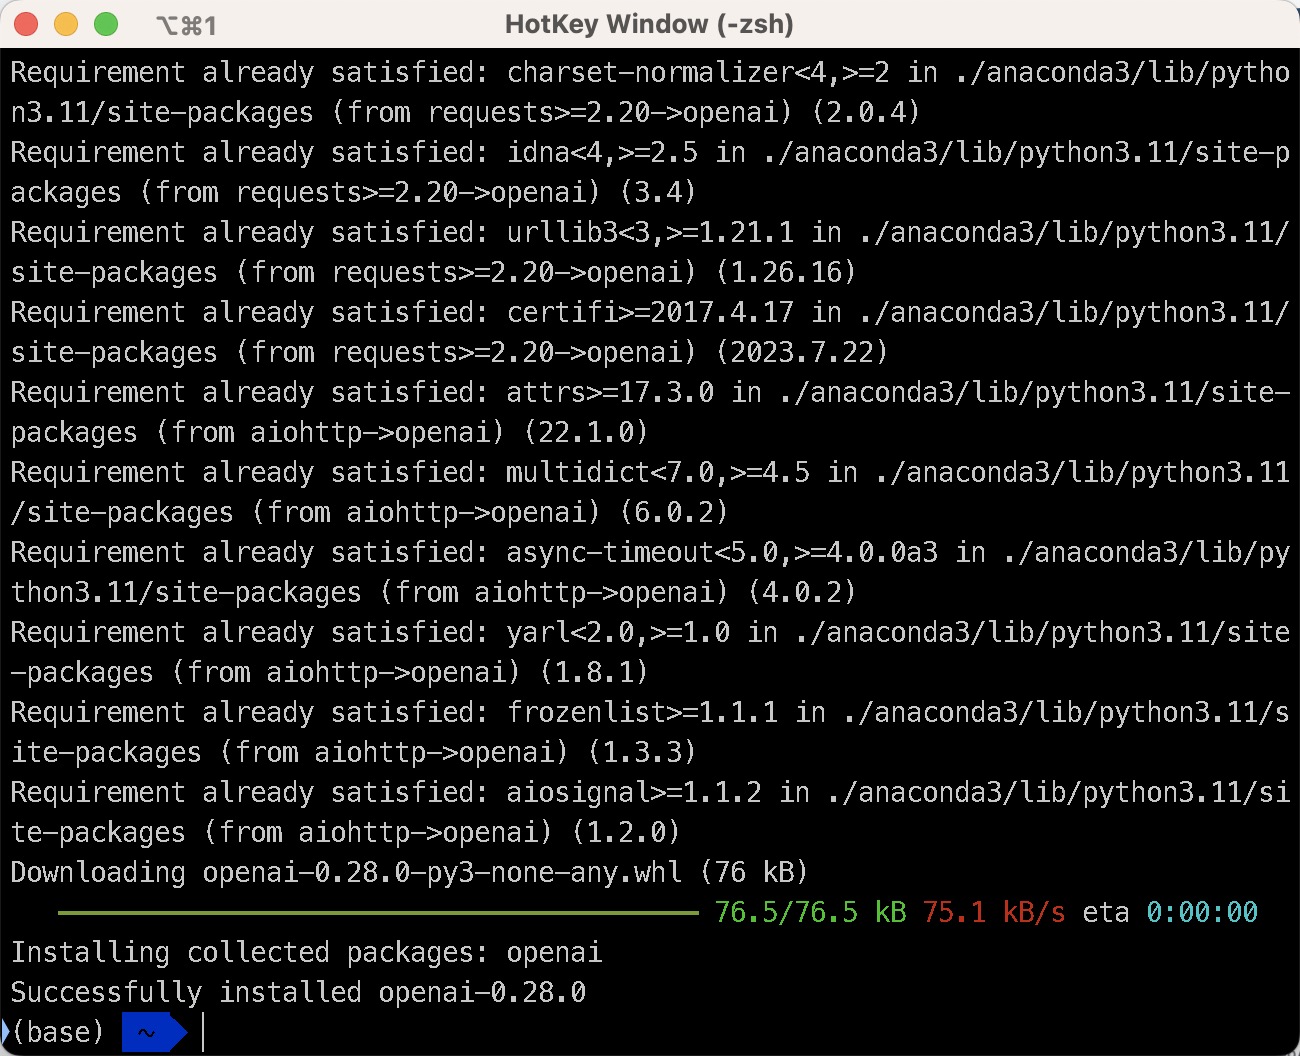 ⌥⌘1
HotKey Window (-zsh)
Requirement already satisfied: charset-normalizer<4,>=2 in ./anaconda3/lib/pytho
n3.11/site-packages (from requests>=2.20->openai) (2.0.4)
Requirement already satisfied: idna<4,>=2.5 in ./anaconda3/lib/python3.11/site-p
ackages (from requests>=2.20->openai) (3.4)
Requirement already satisfied: urllib3<3,>=1.21.1 in ./anaconda3/lib/python3.11/
site-packages (from requests>=2.20->openai) (1.26.16)
Requirement already satisfied: certifi>=2017.4.17 in ./anaconda3/lib/python3.11/
site-packages (from requests>=2.20->openai) (2023.7.22)
Requirement already satisfied: attrs>=17.3.0 in ./anaconda3/lib/python3.11/site-
packages (from aiohttp->openai) (22.1.0)
Requirement already satisfied: multidict<7.0,>=4.5 in ./anaconda3/lib/python3.11
/site-packages (from aiohttp->openai) (6.0.2)
Requirement already satisfied: async-timeout<5.0,>=4.0.0a3 in ./anaconda3/lib/py
thon3.11/site-packages (from aiohttp->openai) (4.0.2)
Requirement already satisfied: yarl<2.0,>=1.0 in ./anaconda3/lib/python3.11/site
-packages (from aiohttp->openai) (1.8.1)
Requirement already satisfied: frozenlist>=1.1.1 in ./anaconda3/lib/python3.11/s
ite-packages (from aiohttp->openai) (1.3.3)
Requirement already satisfied: aiosignal>=1.1.2 in ./anaconda3/lib/python3.11/si
te-packages (from aiohttp->openai) (1.2.0)
Downloading openai-0.28.0-py3-none-any.whl (76 kB)
76.5/76.5 kB 75.1 kB/s eta 0:00:00
Installing collected packages: openai
Successfully installed openai-0.28.0
(base) ~